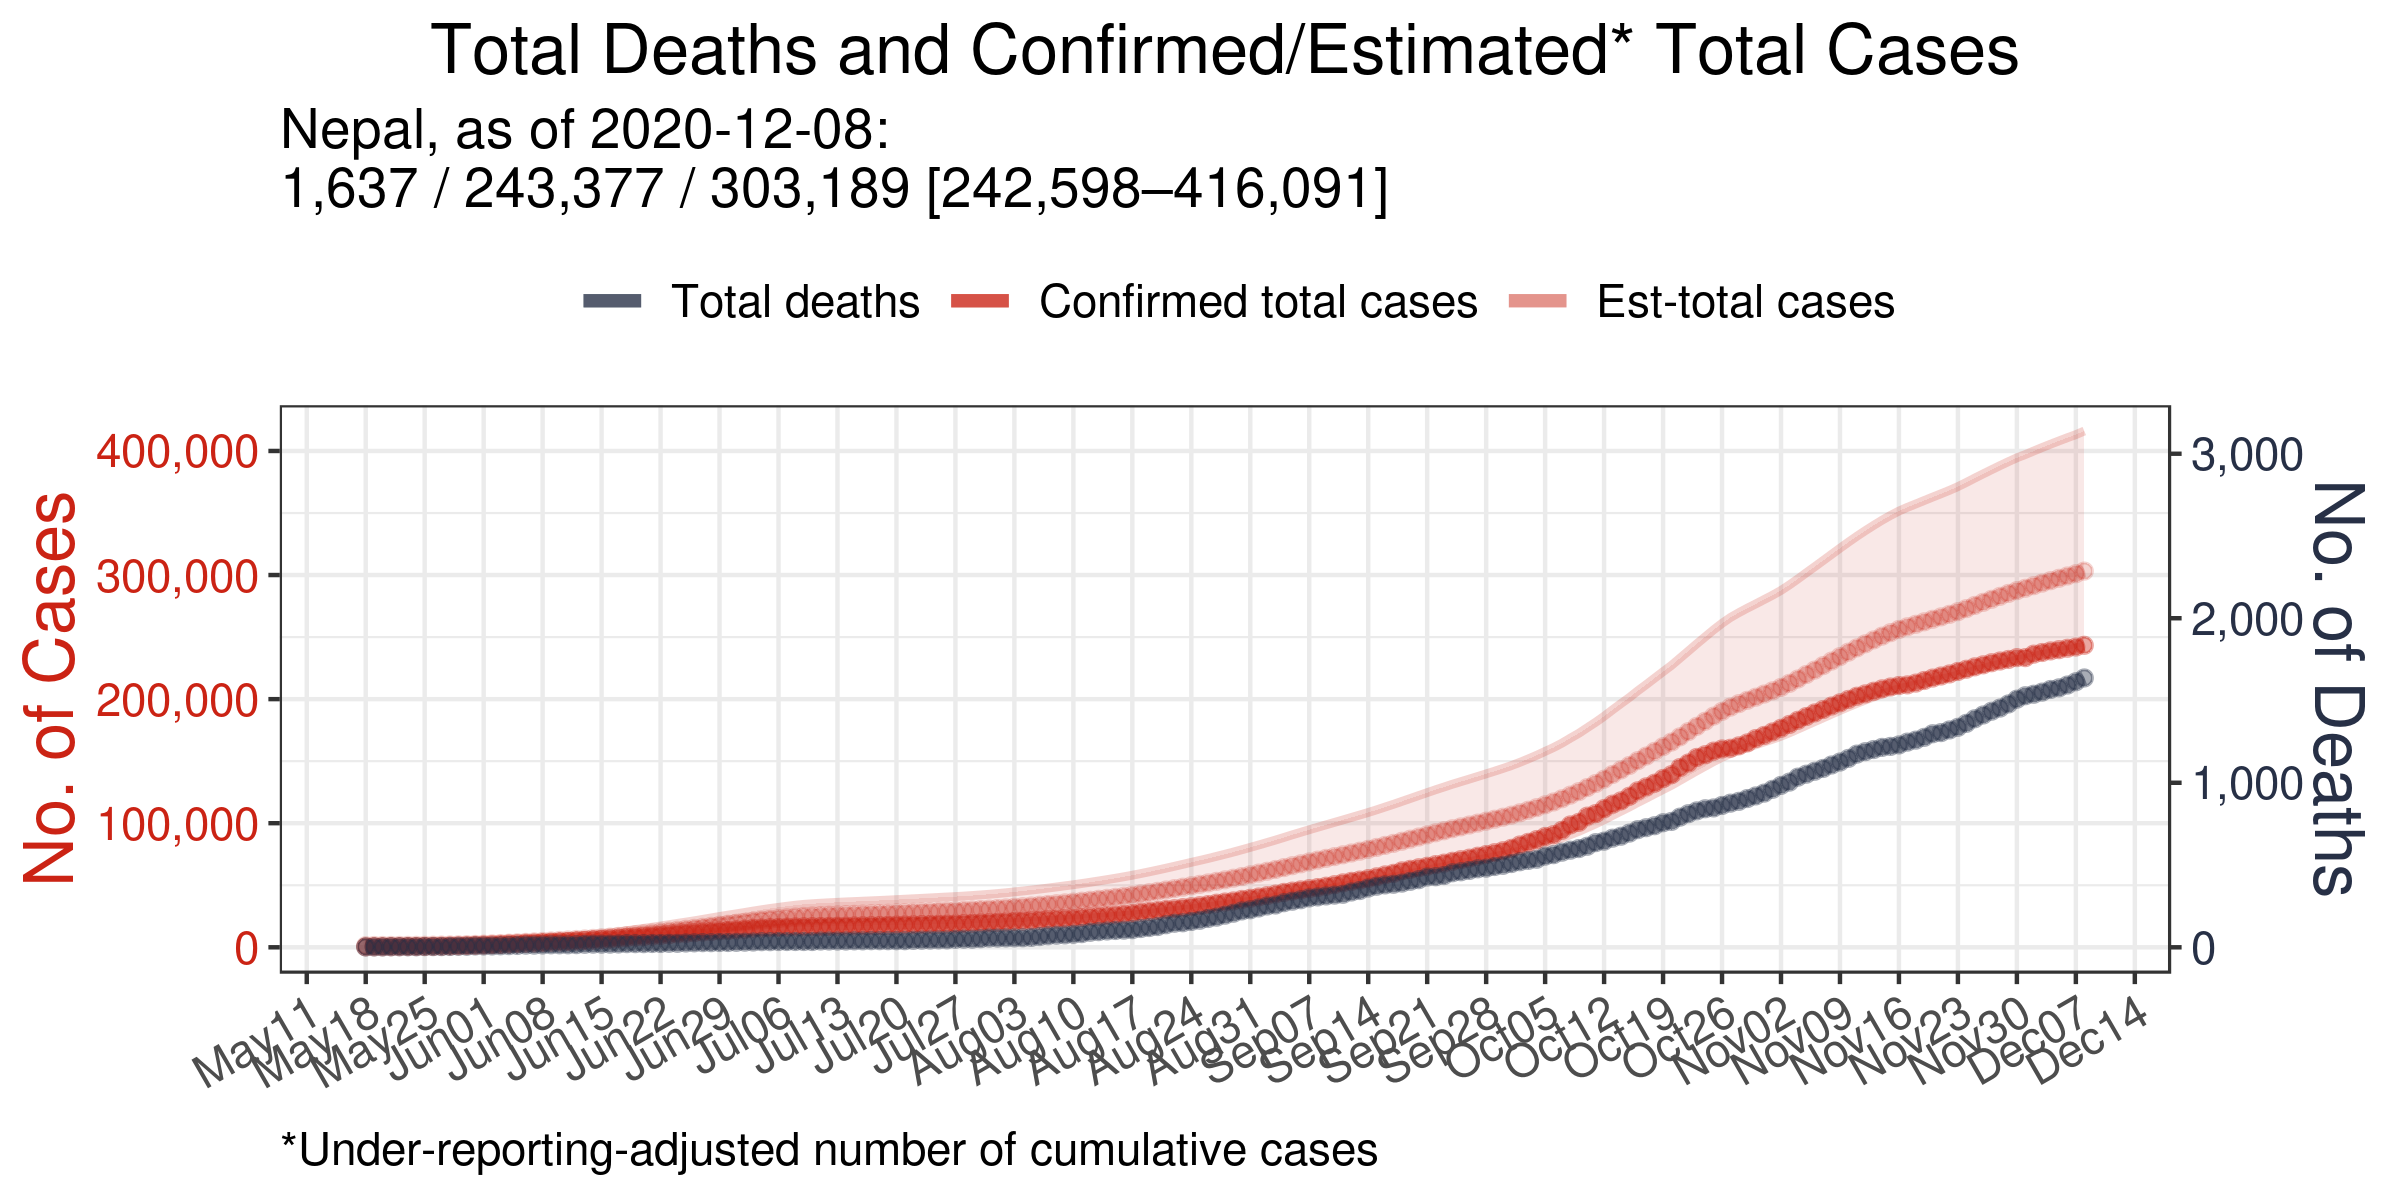 Total Deaths and Confirmed/Estimated* Total Cases
Nepal, as of 2020-12-08:
1,637 / 243,377 / 303,189 [242,598–416,091]
Total deaths
Confirmed total cases
Est-total cases
No. of Cases
400,000
300,000
200,000
100,000
0
3,000
2,000
1,000
0
No. of Deaths
May11
May18
May25
Jun01
Jun08
Jun15
Jun22
Jun29
Jul06
Jul13
Jul20
Jul27
Aug03
Aug10
Aug17
Aug24
Aug31
Sep07
Sep14
Sep21
Sep28
Oct05
Oct12
Oct19
Oct26
Nov02
Nov09
Nov16
Nov23
Nov30
Dec07
Dec14
*Under-reporting-adjusted number of cumulative cases